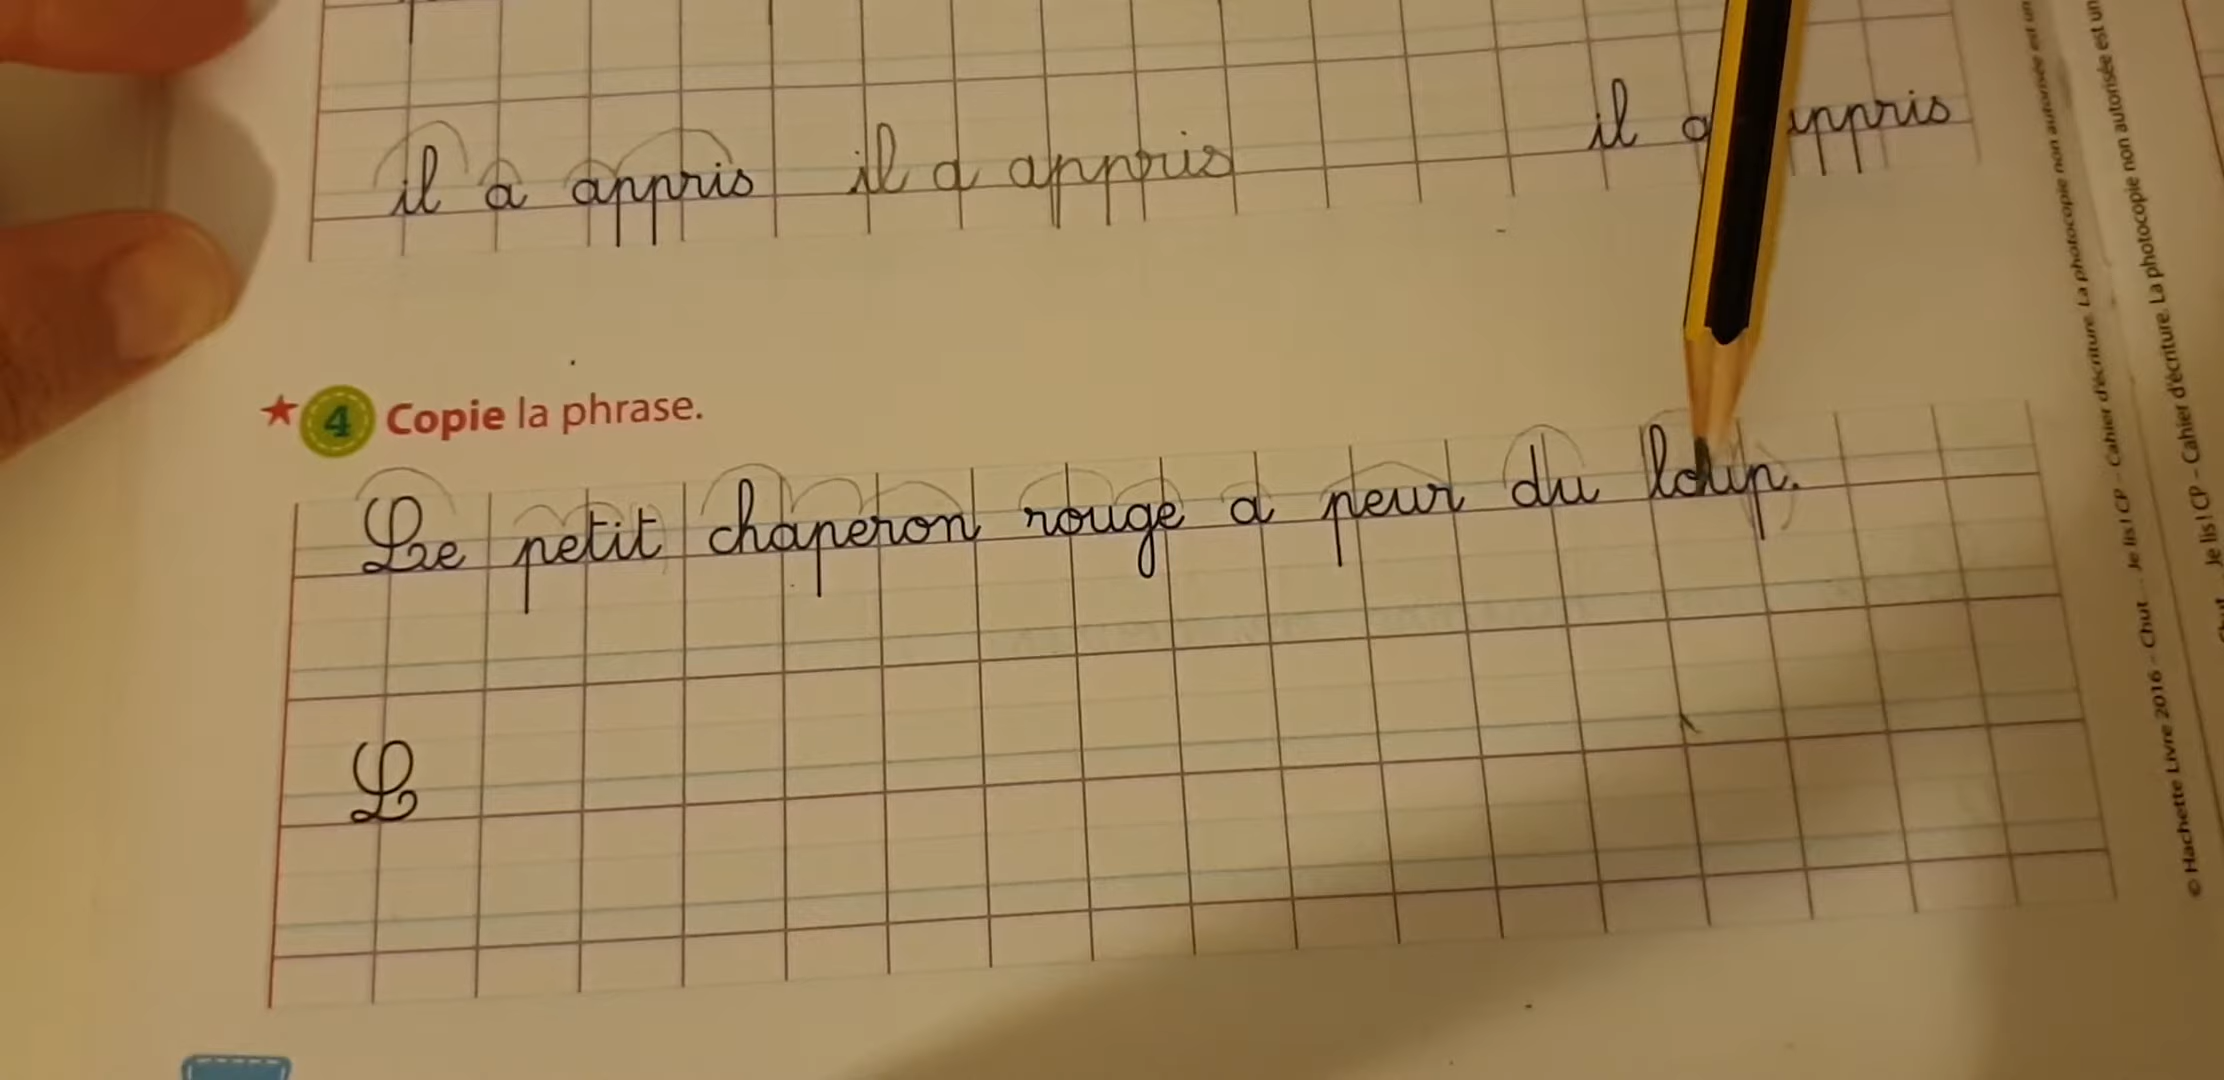 il a appris il a appris il a appris
★ 4 Copie la phrase.
Le petit chaperon rouge a peur du loup.
L
© Hachette Livre 2016 – Chut... Je lis ! CP – Cahier d'écriture. La photocopie non autorisée est un
Je lis ! CP – Cahier d'écriture. La photocopie non autorisée est un